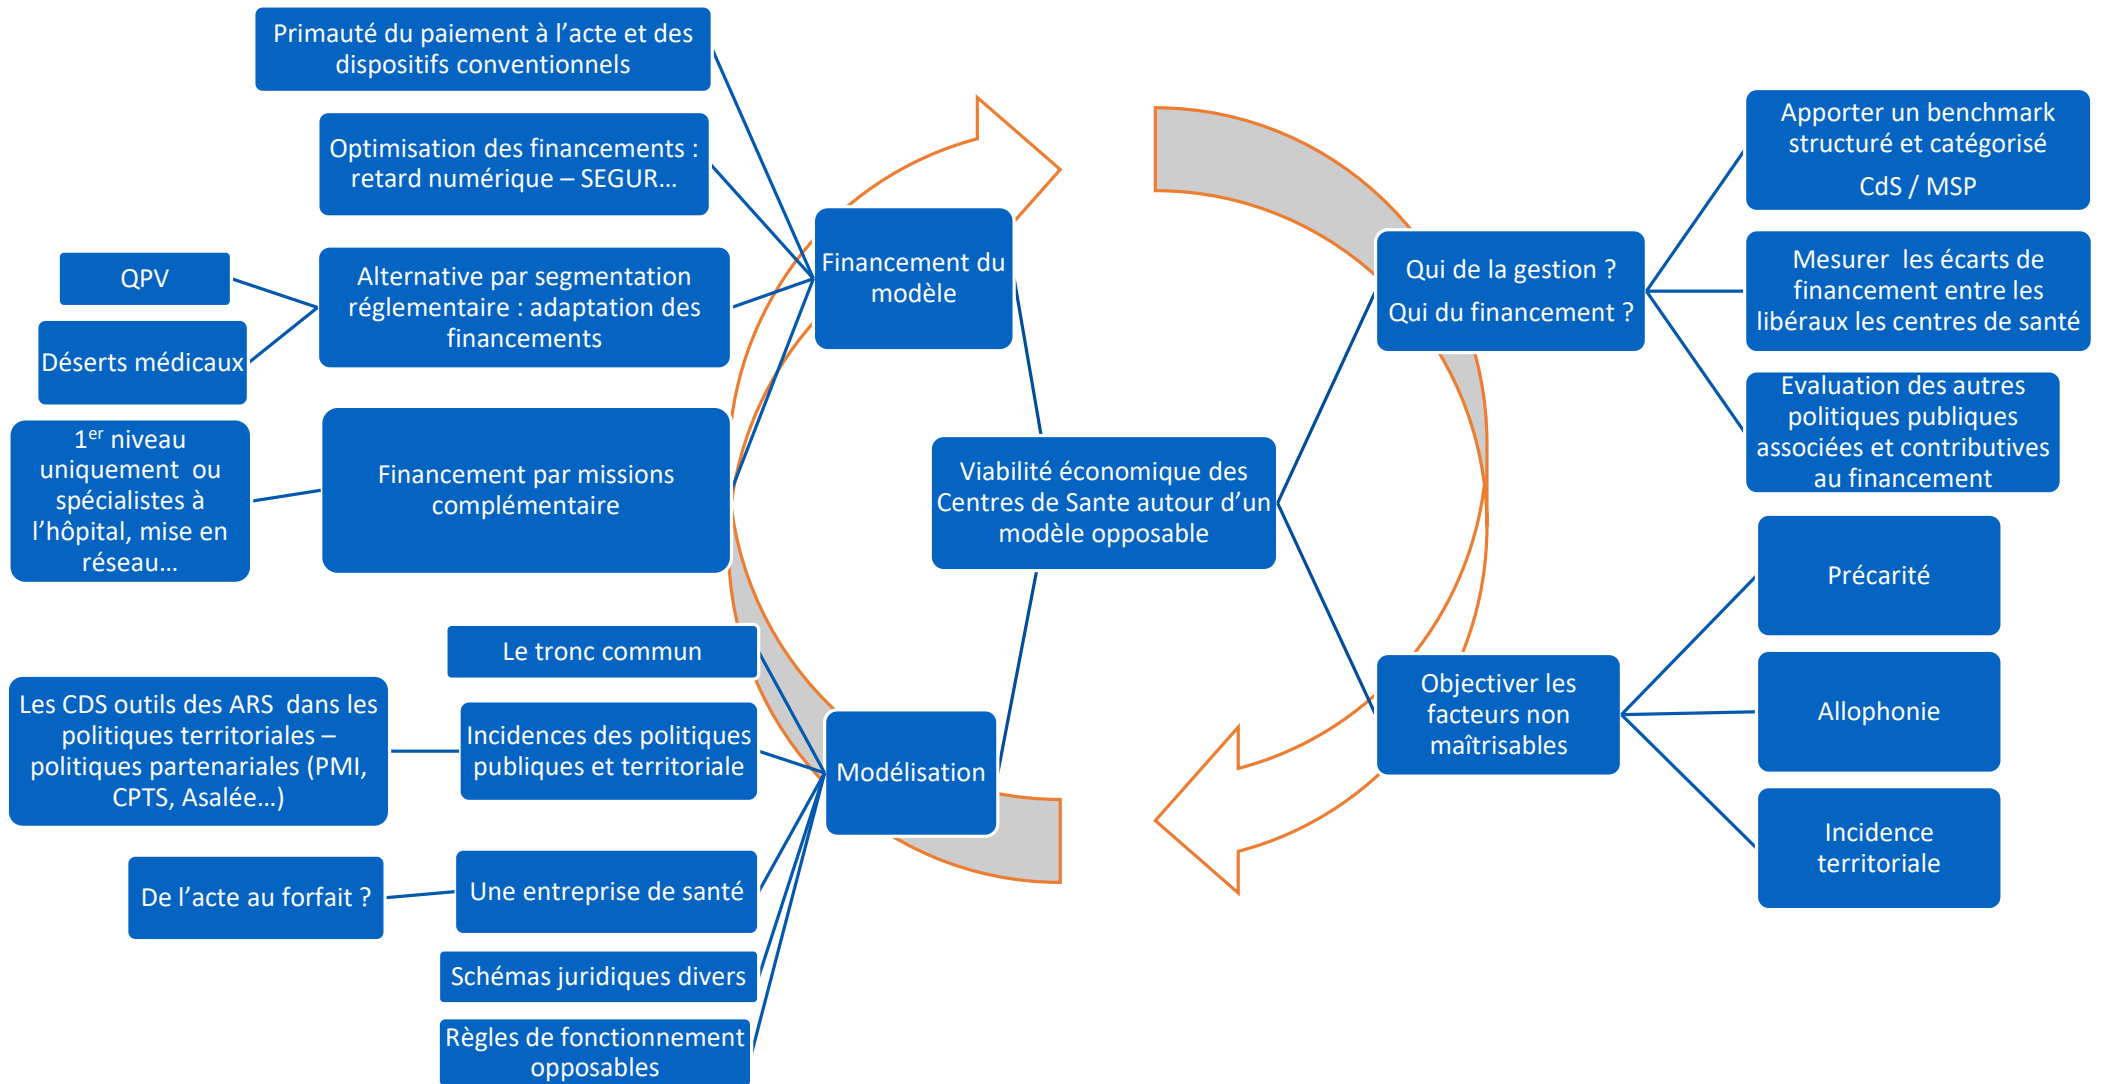 Primauté du paiement à l'acte et des
dispositifs conventionnels
Optimisation des financements :
retard numérique – SEGUR...
QPV
Déserts médicaux
Alternative par segmentation
réglementaire : adaptation des
financements
1er niveau
uniquement ou
spécialistes à
l'hôpital, mise en
réseau...
Financement par missions
complémentaire
Financement du
modèle
Viabilité économique des
Centres de Sante autour d'un
modèle opposable
Le tronc commun
Les CDS outils des ARS dans les
politiques territoriales –
politiques partenariales (PMI,
CPTS, Asalée...)
Incidences des politiques
publiques et territoriale
De l'acte au forfait ?
Une entreprise de santé
Schémas juridiques divers
Règles de fonctionnement
opposables
Modélisation
Qui de la gestion ?
Qui du financement ?
Apporter un benchmark
structuré et catégorisé
CdS / MSP
Mesurer les écarts de
financement entre les
libéraux les centres de santé
Evaluation des autres
politiques publiques
associées et contributives
au financement
Objectiver les
facteurs non
maîtrisables
Précarité
Allophonie
Incidence
territoriale